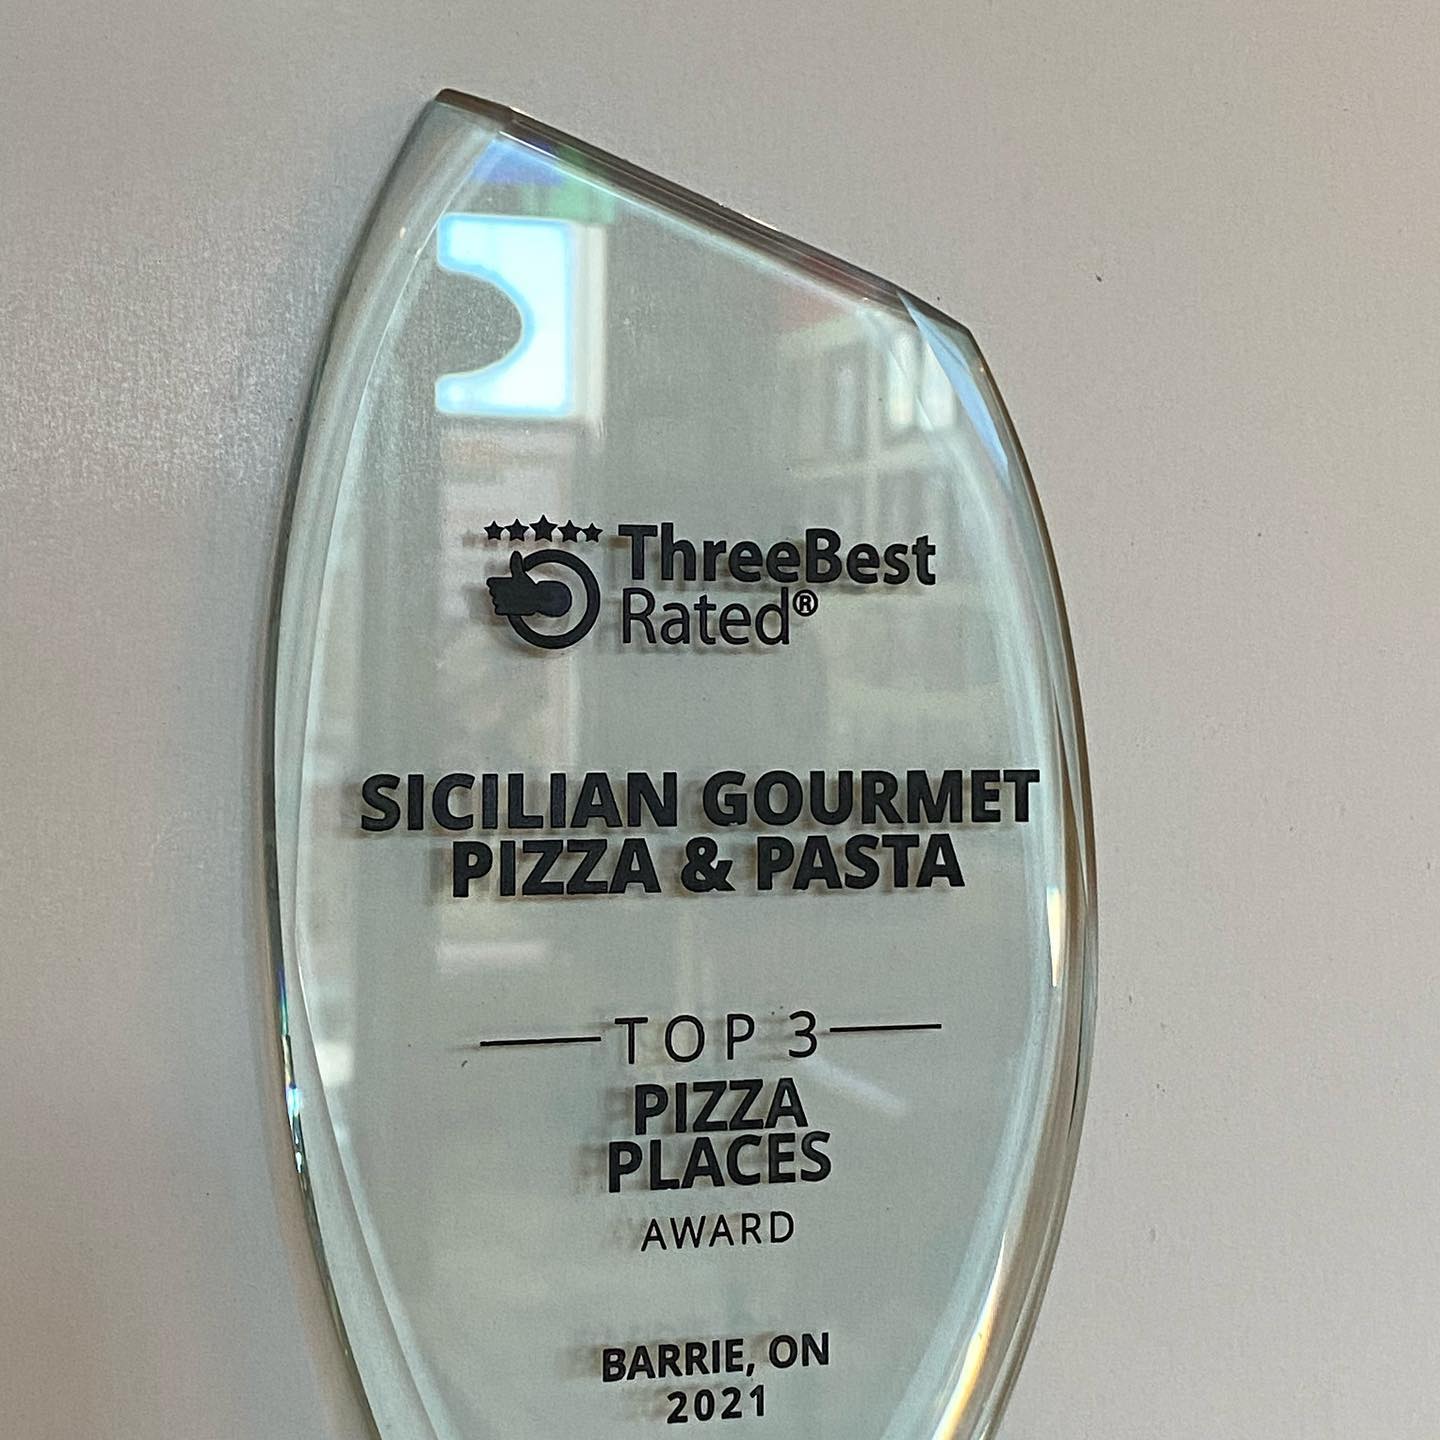 ThreeBest
Rated®
SICILIAN GOURMET
PIZZA & PASTA
TOP 3
PIZZA
PLACES
AWARD
BARRIE, ON
2021